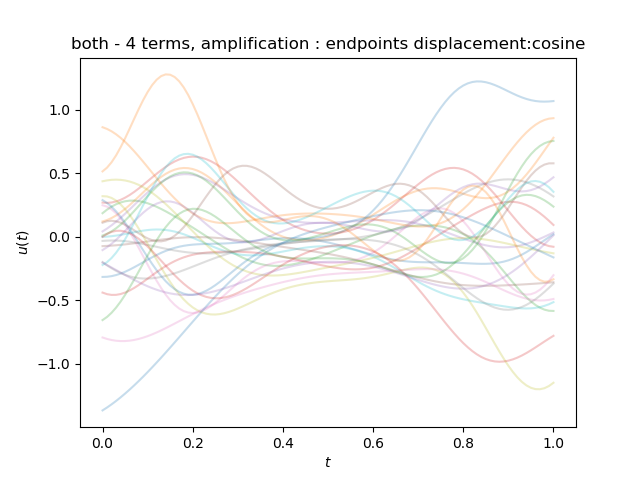 both - 4 terms, amplification : endpoints displacement:cosine
1.0
0.5
0.0
−0.5
−1.0
u(t)
0.0 0.2 0.4 0.6 0.8 1.0
t